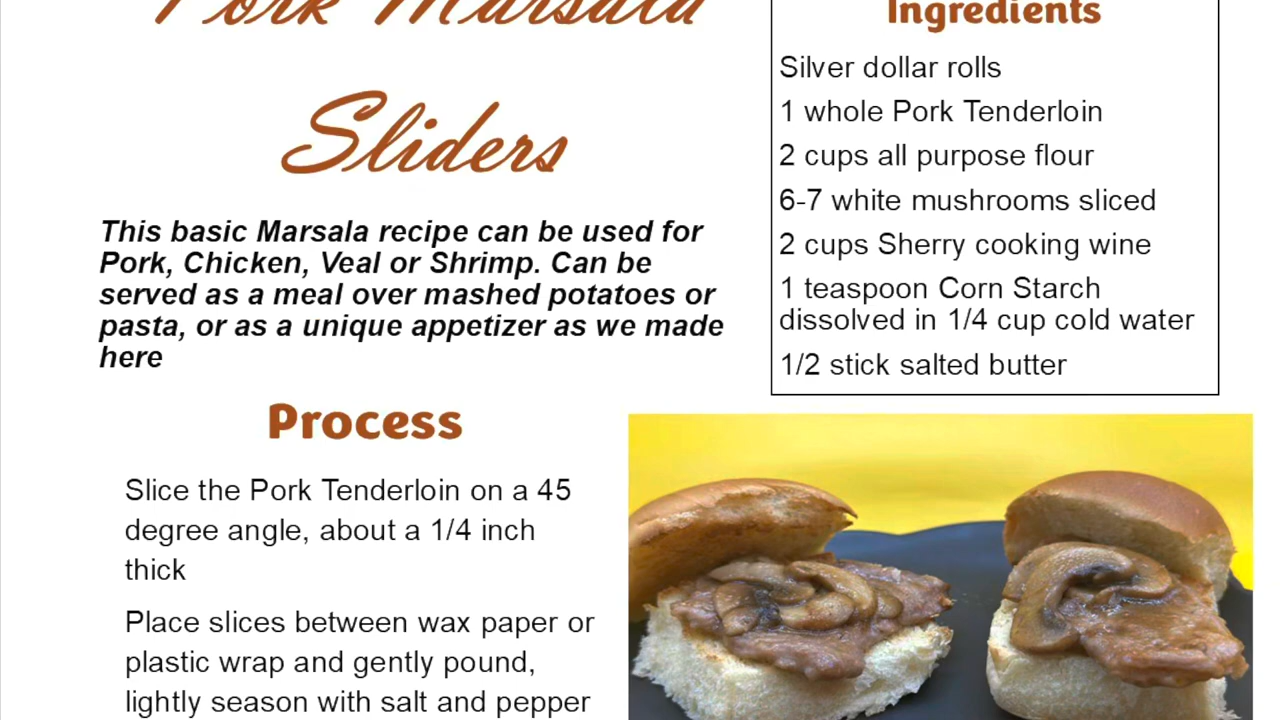 Pork Marsala
Sliders
This basic Marsala recipe can be used for
Pork, Chicken, Veal or Shrimp. Can be
served as a meal over mashed potatoes or
pasta, or as a unique appetizer as we made
here
Ingredients
Silver dollar rolls
1 whole Pork Tenderloin
2 cups all purpose flour
6-7 white mushrooms sliced
2 cups Sherry cooking wine
1 teaspoon Corn Starch
dissolved in 1/4 cup cold water
1/2 stick salted butter
Process
Slice the Pork Tenderloin on a 45
degree angle, about a 1/4 inch
thick
Place slices between wax paper or
plastic wrap and gently pound,
lightly season with salt and pepper